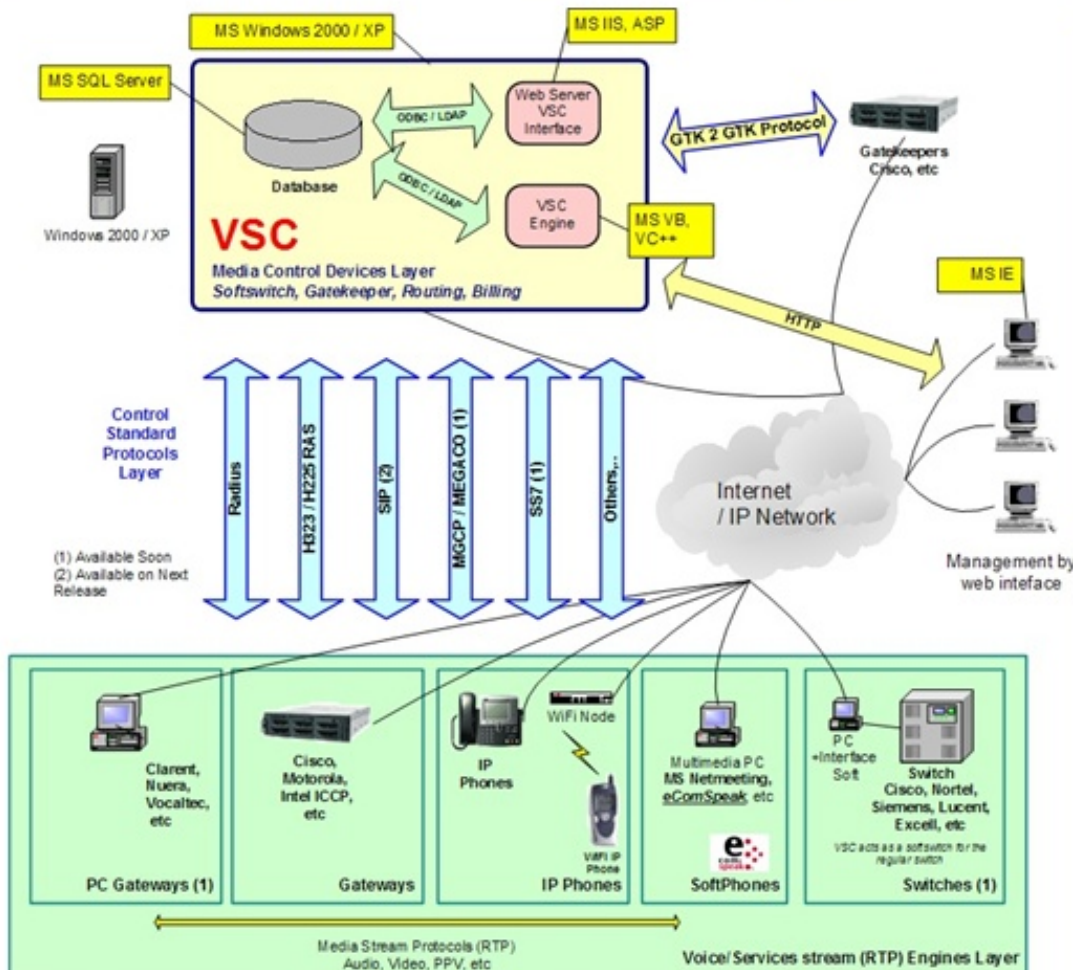 MS Windows 2000 / XP
MS IIS, ASP
MS SQL Server
Web Server
VSC
Interface
ODBC / LDAP
GTK 2 GTK Protocol
Gatekeepers
Cisco, etc
Database
ODBC / LDAP
VSC
Engine
MS VB,
VC++
Windows 2000 / XP
VSC
Media Control Devices Layer
Softswitch, Gatekeeper, Routing, Billing
MS IE
HTTP
Control
Standard
Protocols
Layer
Radius
H323 / H225 RAS
SIP (2)
MGCP / MEGACO (1)
SS7 (1)
Others,..
Internet
/ IP Network
(1) Available Soon
(2) Available on Next
Release
Management by
web inteface
Clarent,
Nuera,
Vocaltec,
etc
PC Gateways (1)
Cisco,
Motorola,
Intel ICCP,
etc
Gateways
IP
Phones
WiFi Node
WiFi IP
Phone
IP Phones
Multimedia PC
MS Netmeeting,
eComSpeak, etc
e
com
speak
SoftPhones
PC
+Interface
Soft
Switch
Cisco, Nortel,
Siemens, Lucent,
Excell, etc
VSC acts as a softswitch for the
regular switch
Switches (1)
Media Stream Protocols (RTP)
Audio, Video, PPV, etc
Voice/Services stream (RTP) Engines Layer